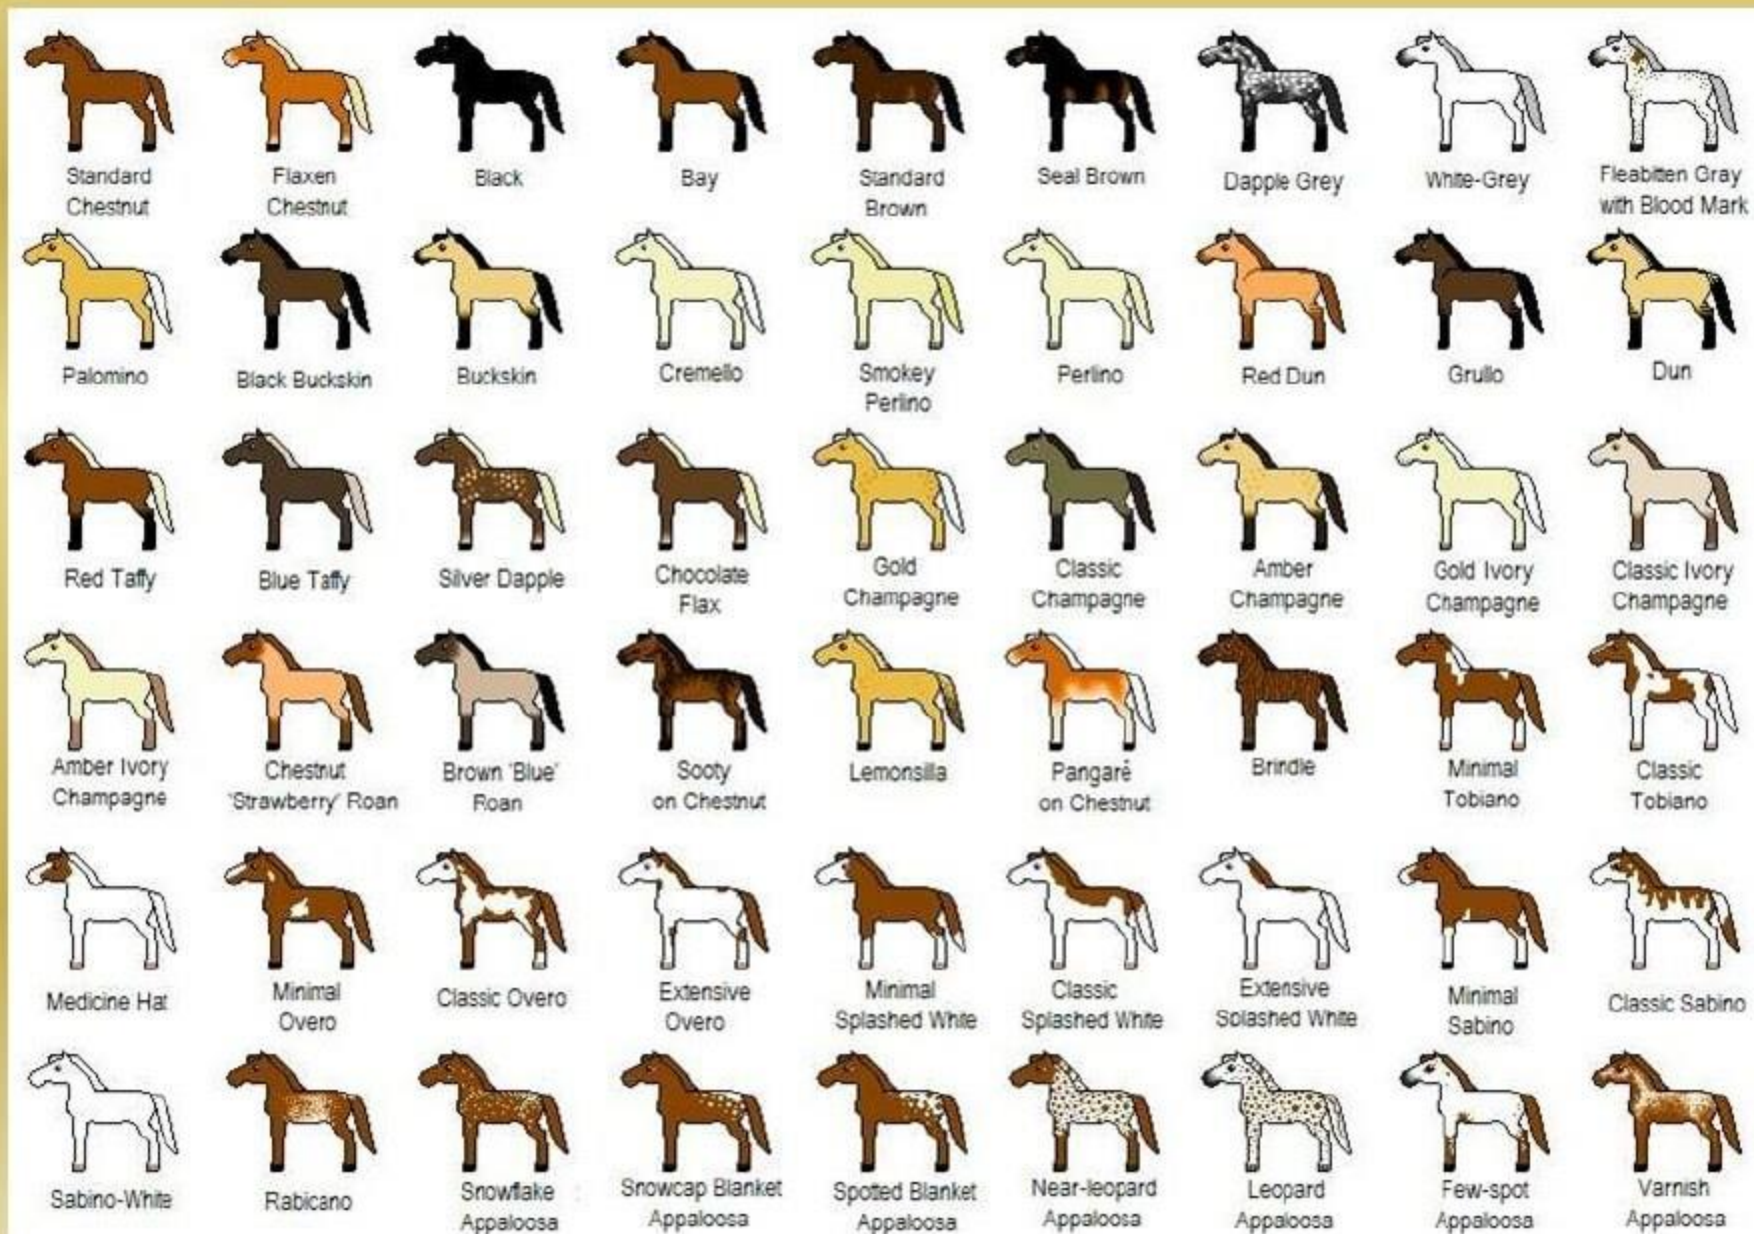 Standard
Chestnut
Flaxen
Chestnut
Black
Bay
Standard
Brown
Seal Brown
Dapple Grey
White-Grey
Fleabitten Gray
with Blood Mark
Palomino
Black Buckskin
Buckskin
Cremello
Smokey
Perlino
Perlino
Red Dun
Grullo
Dun
Red Taffy
Blue Taffy
Silver Dapple
Chocolate
Flax
Gold
Champagne
Classic
Champagne
Amber
Champagne
Gold Ivory
Champagne
Classic Ivory
Champagne
Amber Ivory
Champagne
Chestnut
'Strawberry' Roan
Brown 'Blue'
Roan
Sooty
on Chestnut
Lemonsilla
Pangaré
on Chestnut
Brindle
Minimal
Tobiano
Classic
Tobiano
Medicine Hat
Minimal
Overo
Classic Overo
Extensive
Overo
Minimal
Splashed White
Classic
Splashed White
Extensive
Splashed White
Minimal
Sabino
Classic Sabino
Sabino-White
Rabicano
Snowflake
Appaloosa
Snowcap Blanket
Appaloosa
Spotted Blanket
Appaloosa
Near-leopard
Appaloosa
Leopard
Appaloosa
Few-spot
Appaloosa
Varnish
Appaloosa